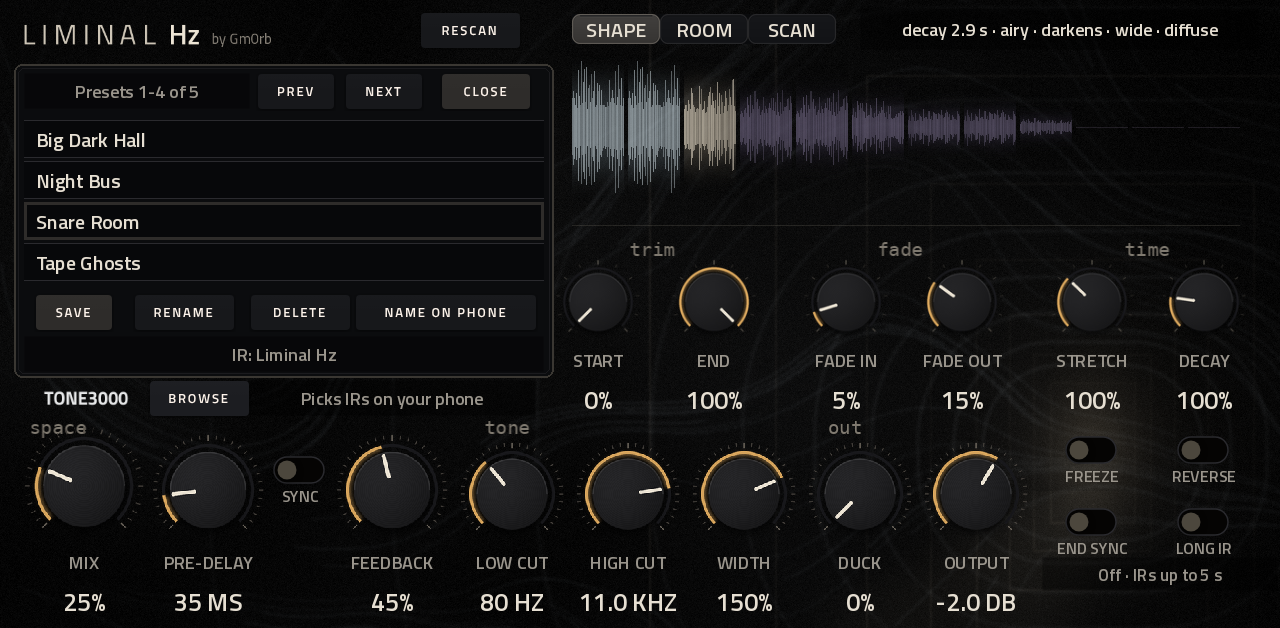 LIMINAL Hz by Gm0rb
RESCAN
SHAPE ROOM SCAN
decay 2.9 s · airy · darkens · wide · diffuse
Presets 1-4 of 5
PREV NEXT CLOSE
Big Dark Hall
Night Bus
Snare Room
Tape Ghosts
SAVE RENAME DELETE NAME ON PHONE
IR: Liminal Hz
TONE3000 BROWSE Picks IRs on your phone
trim fade time
START END FADE IN FADE OUT STRETCH DECAY
0% 100% 5% 15% 100% 100%
space tone out
SYNC
FREEZE REVERSE
END SYNC LONG IR
Off · IRs up to 5 s
MIX PRE-DELAY FEEDBACK LOW CUT HIGH CUT WIDTH DUCK OUTPUT
25% 35 MS 45% 80 HZ 11.0 KHZ 150% 0% -2.0 DB